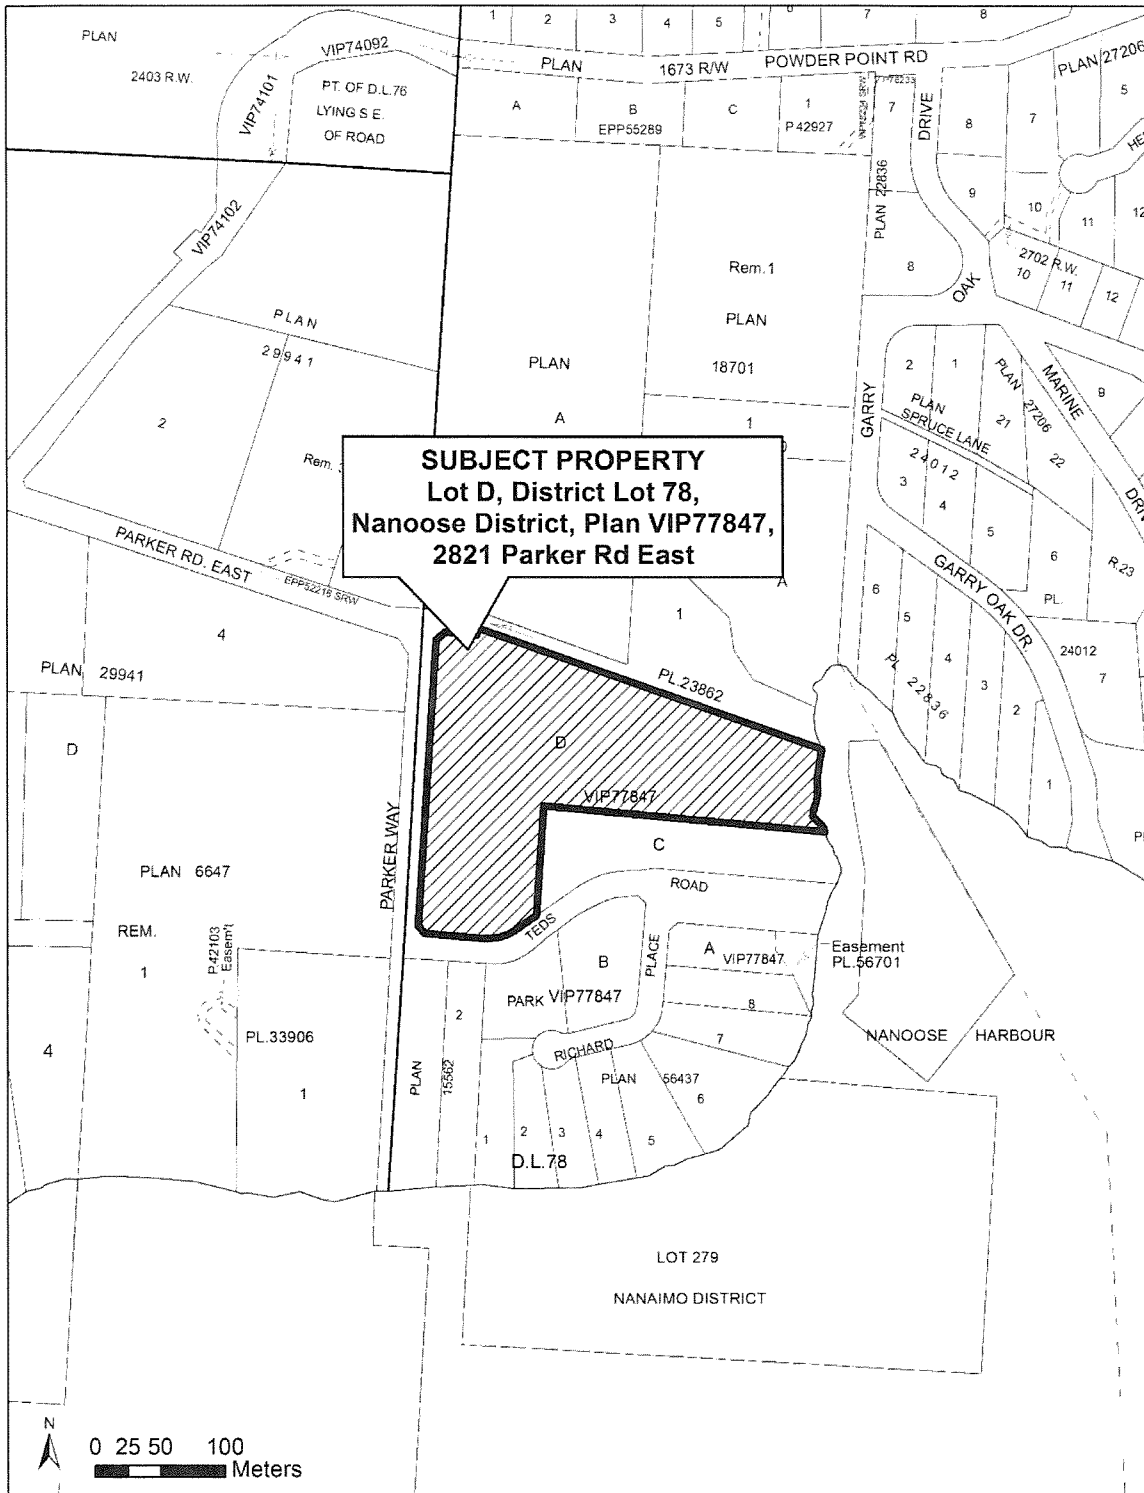 1 2 3 4 5 6 7 8
PLAN
2403 R.W.
VIP74092
VIP74101
PT. OF D.L.76
LYING S E.
OF ROAD
PLAN 1673 R/W POWDER POINT RD
PLAN 27206
A
B
EPP55289
C
1
P 42927
7
DRIVE
8
7
5
PLAN 22836
9
10
11
12
VIP74102
Rem.1
PLAN
18701
8
OAK
2702 R.W.
10
11
12
PLAN
29941
PLAN
A
1
2
Rem.
GARRY
2
1
PLAN 27206
21
22
MARINE
9
PLAN
SPRUCE LANE
24012
3
4
5
6
PL.
R.23
SUBJECT PROPERTY
Lot D, District Lot 78,
Nanoose District, Plan VIP77847,
2821 Parker Rd East
A
PARKER RD. EAST
EPP52216 SRW
4
1
PLAN 29941
PL.23862
6
5
4
3
2
1
PL 22836
GARRY OAK DR.
24012
7
D
D
VIP77847
PARKER WAY
C
PLAN 6647
REM.
1
P.42103
Easem't
ROAD
TEDS
B
PLACE
A
VIP77847
Easement
PL.56701
PARK VIP77847
8
2
4
PL.33906
1
PLAN
15562
RICHARD
7
PLAN 56437
6
NANOOSE HARBOUR
1
2
3
4
5
D.L.78
LOT 279
NANAIMO DISTRICT
N
0 25 50 100
Meters